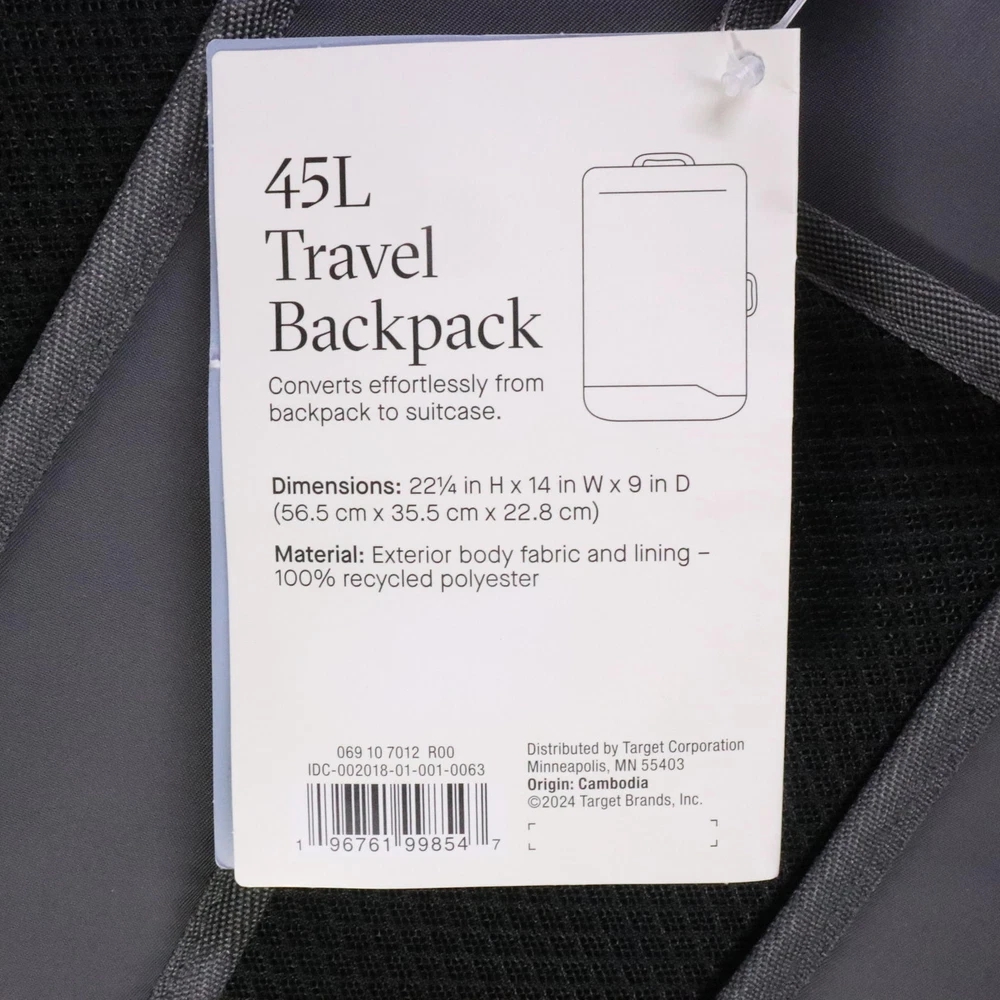 45L
Travel
Backpack
Converts effortlessly from
backpack to suitcase.
Dimensions: 22¼ in H x 14 in W x 9 in D
(56.5 cm x 35.5 cm x 22.8 cm)
Material: Exterior body fabric and lining –
100% recycled polyester
069 10 7012 R00
IDC-002018-01-001-0063
1 96761 99854 7
Distributed by Target Corporation
Minneapolis, MN 55403
Origin: Cambodia
©2024 Target Brands, Inc.